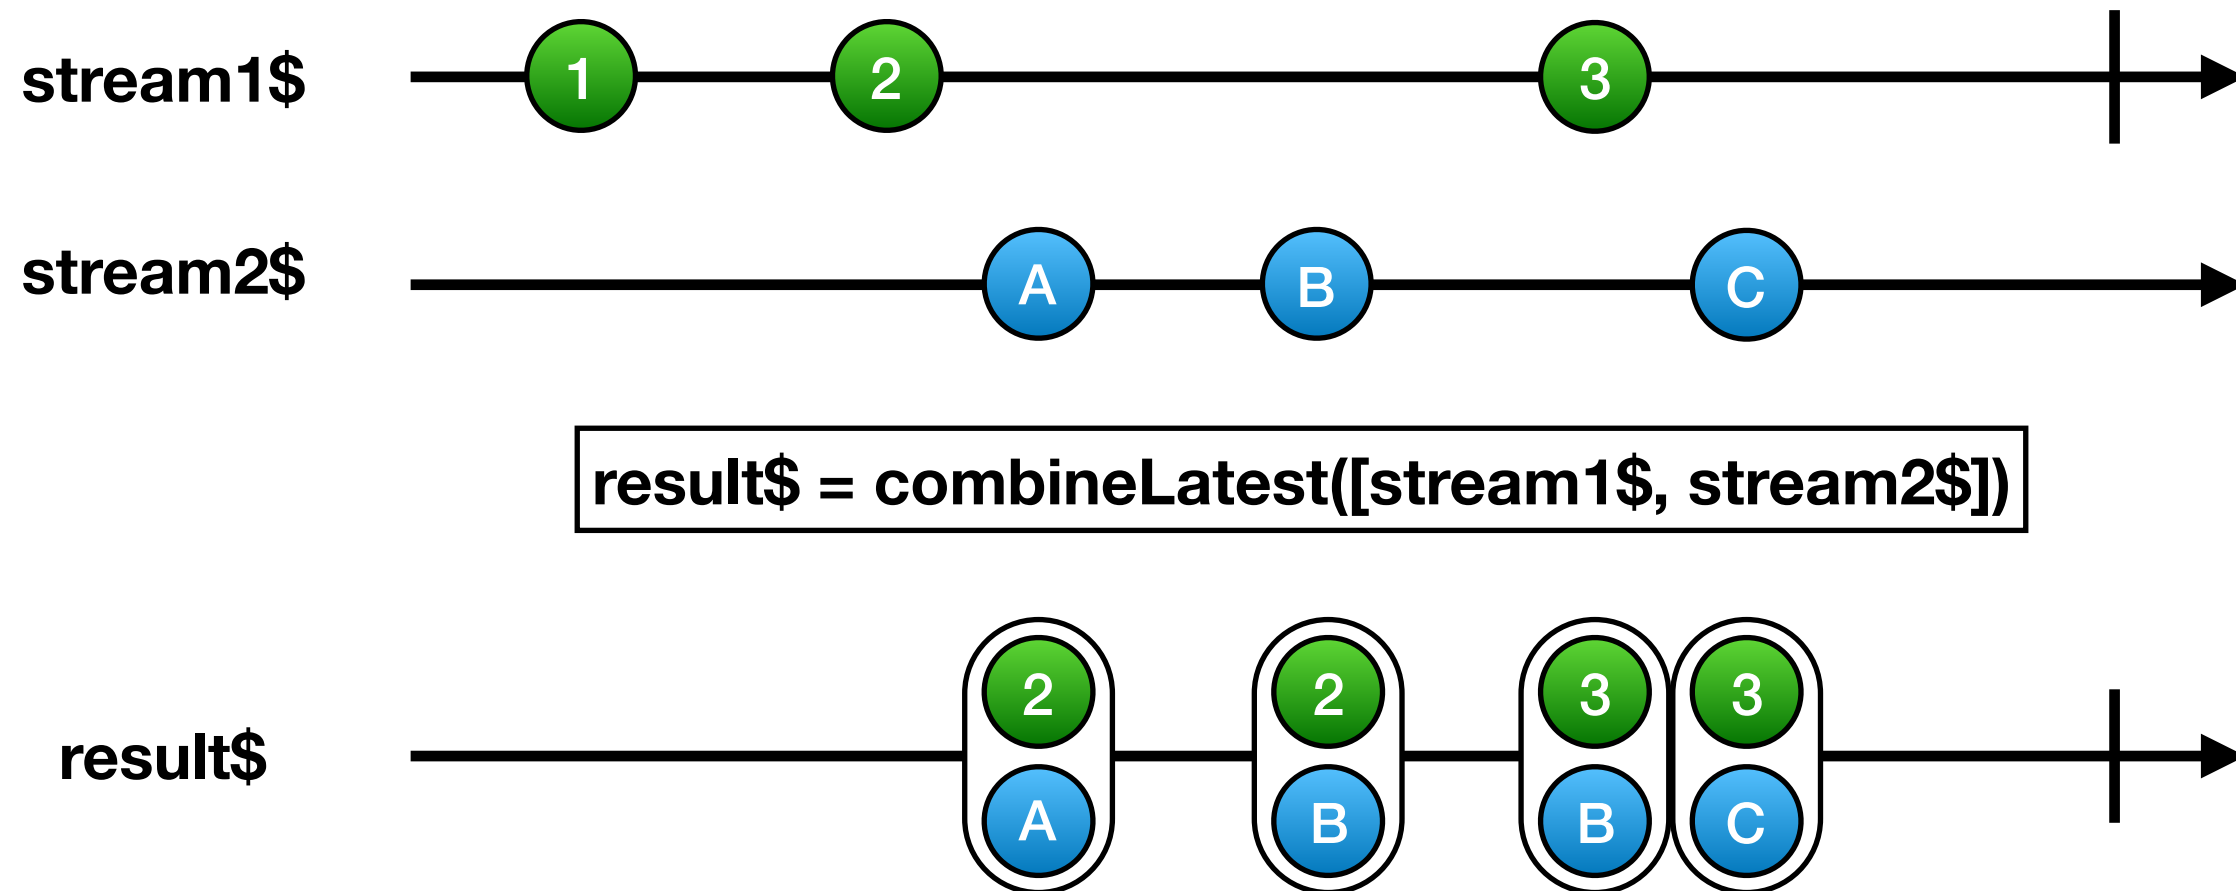 stream1$ 1 2 3
stream2$ A B C
result$ = combineLatest([stream1$, stream2$])
2 2 3 3
result$
A B B C